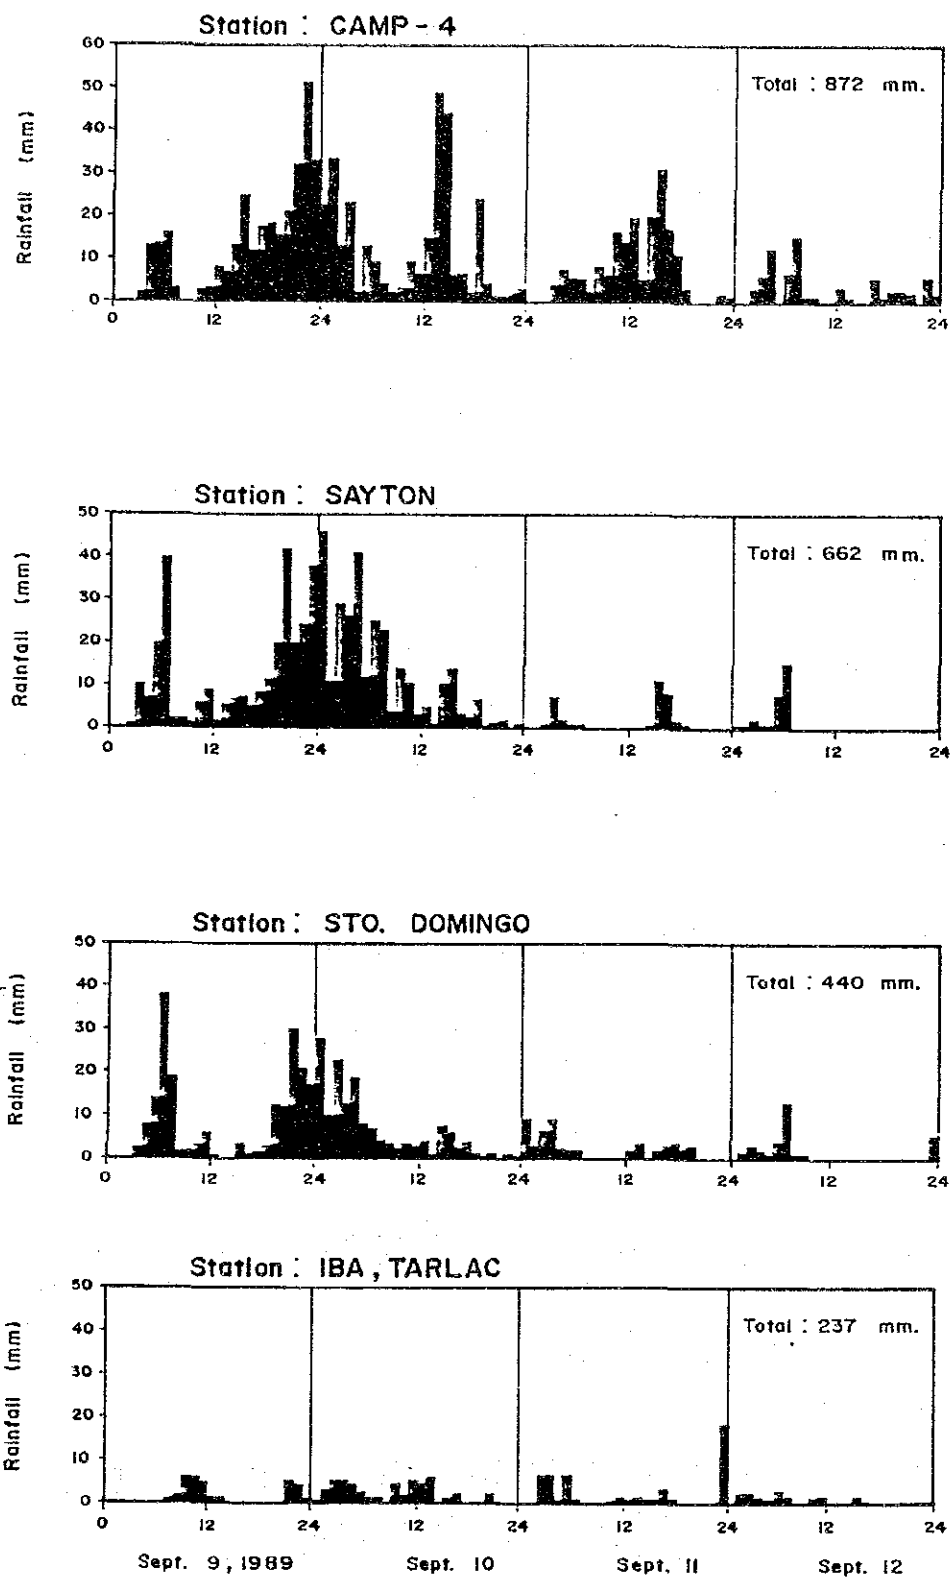 Station : CAMP-4
60
50
40
30
20
10
0
Rainfall (mm)
Total : 872 mm.
0 12 24 12 24 12 24 12 24
Station : SAYTON
50
40
30
20
10
0
Rainfall (mm)
Total : 662 mm.
0 12 24 12 24 12 24 12 24
Station : STO. DOMINGO
50
40
30
20
10
0
Rainfall (mm)
Total : 440 mm.
0 12 24 12 24 12 24 12 24
Station : IBA, TARLAC
50
40
30
20
10
0
Rainfall (mm)
Total : 237 mm.
0 12 24 12 24 12 24 12 24
Sept. 9, 1989 Sept. 10 Sept. 11 Sept. 12